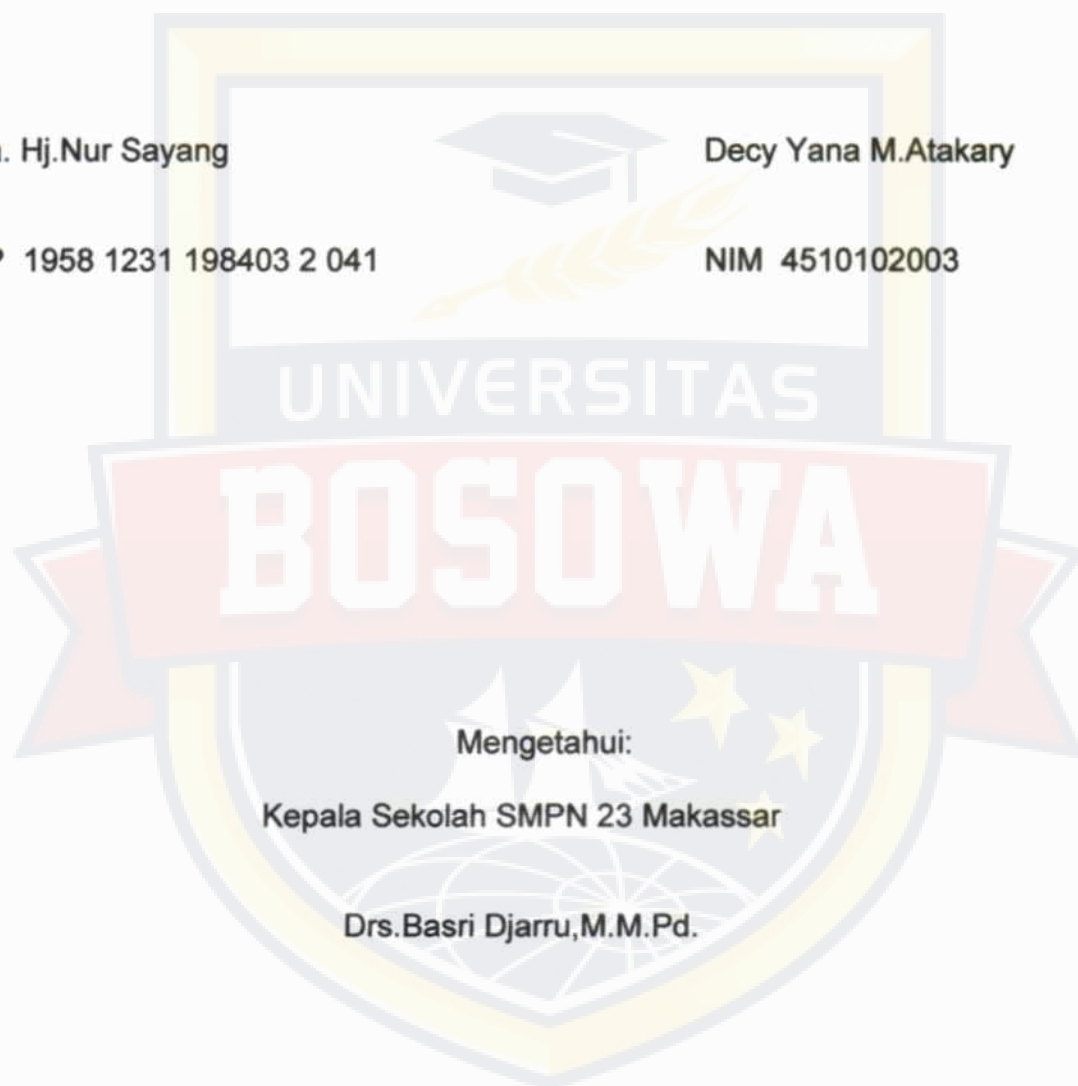 . Hj.Nur Sayang Decy Yana M.Atakary
1958 1231 198403 2 041 NIM 4510102003
UNIVERSITAS
BOSOWA
Mengetahui:
Kepala Sekolah SMPN 23 Makassar
Drs.Basri Djarru,M.M.Pd.